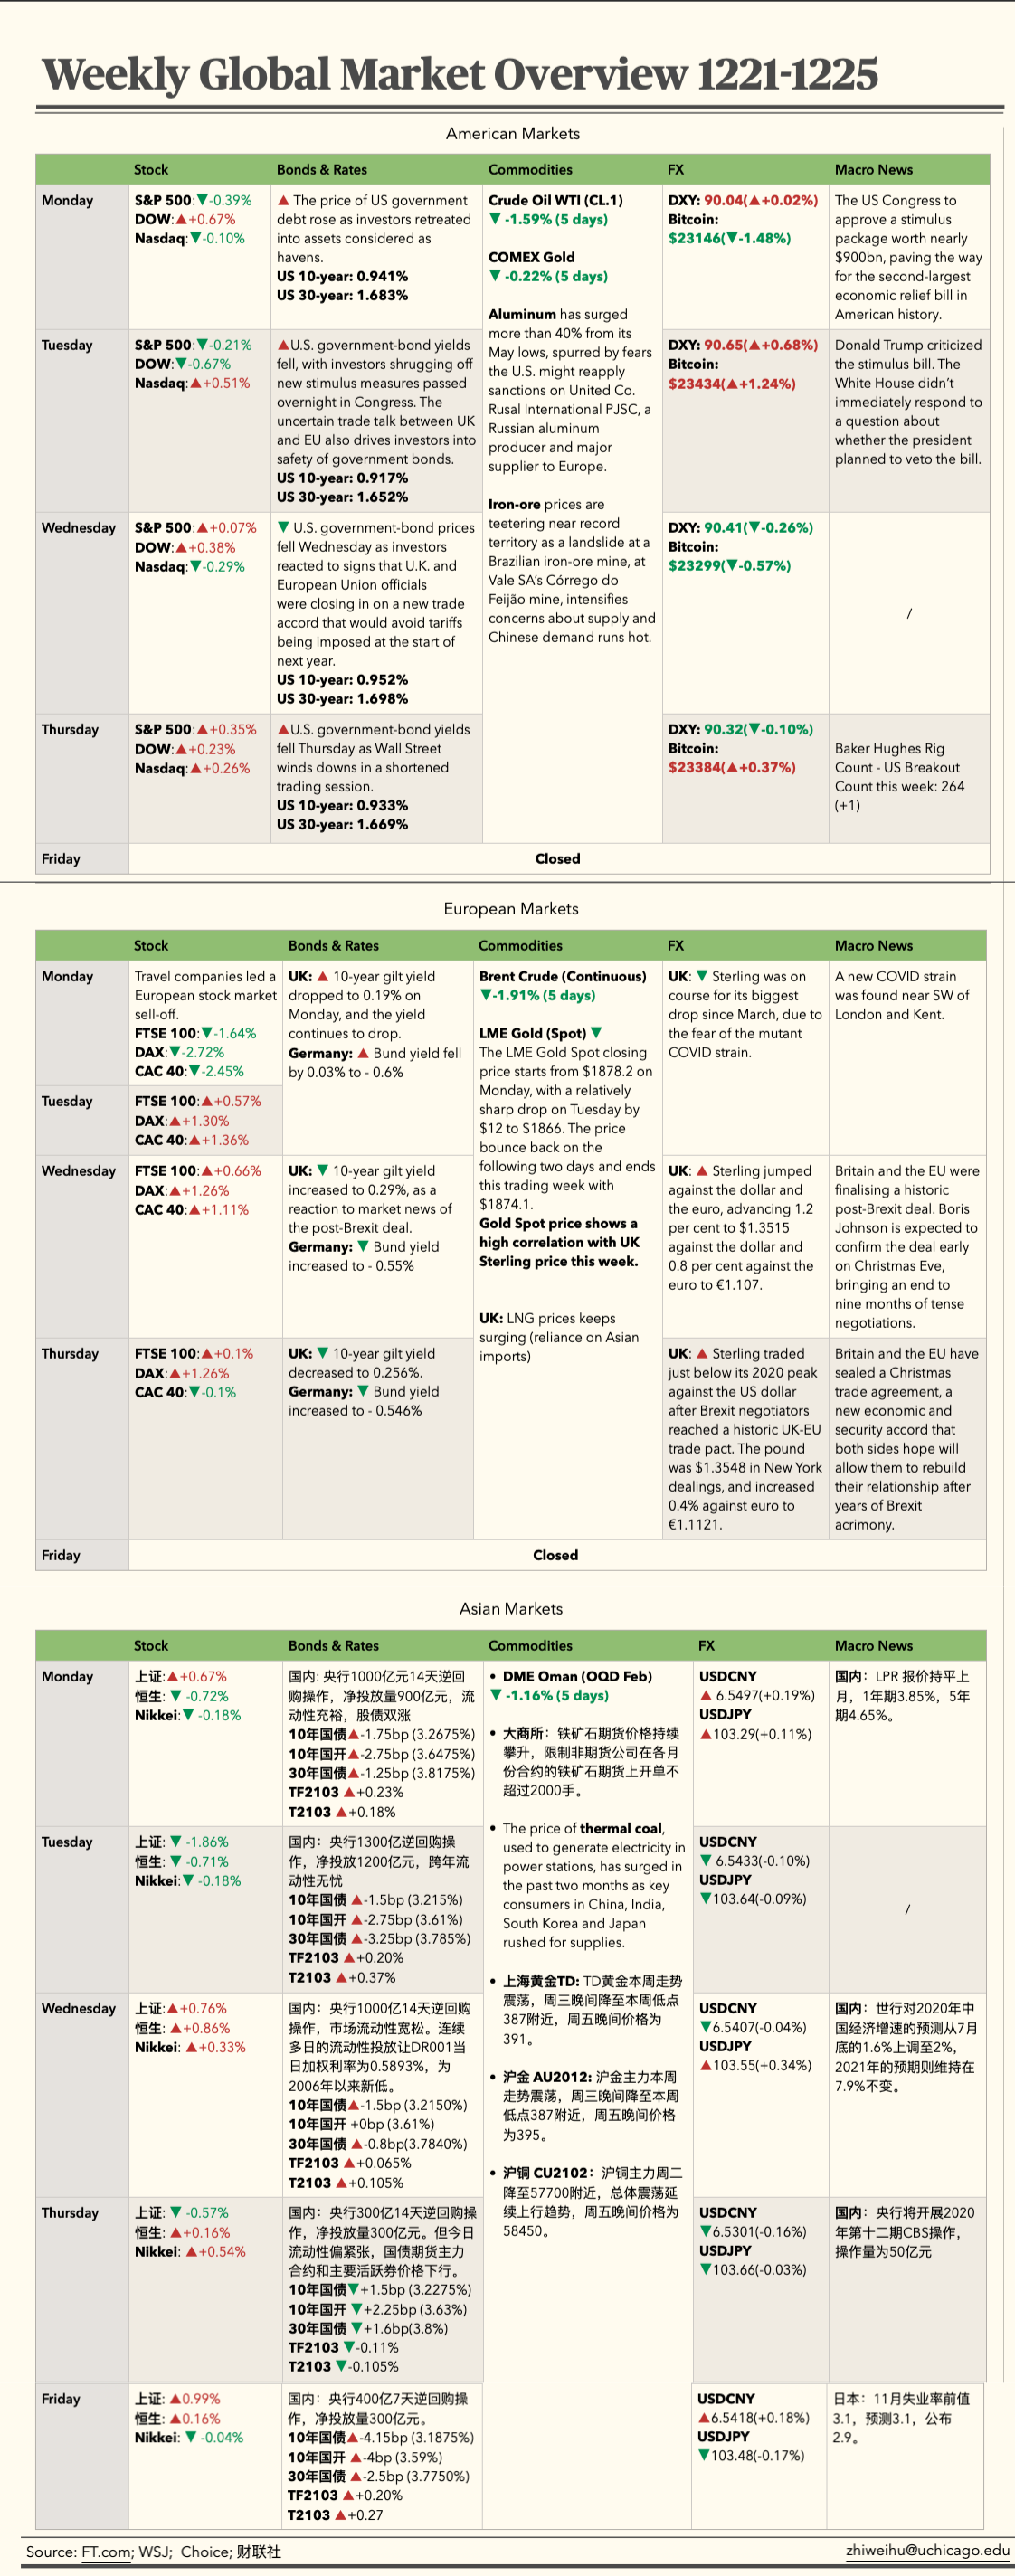 Weekly Global Market Overview 1221-1225
American Markets
Stock
Bonds & Rates
Commodities
FX
Macro News
Monday
S&P 500:▼-0.39%
DOW:▲+0.67%
Nasdaq:▼-0.10%
▲ The price of US government
debt rose as investors retreated
into assets considered as
havens.
US 10-year: 0.941%
US 30-year: 1.683%
Crude Oil WTI (CL.1)
▼ -1.59% (5 days)
COMEX Gold
▼ -0.22% (5 days)
Aluminum has surged
more than 40% from its
May lows, spurred by fears
the U.S. might reapply
sanctions on United Co.
Rusal International PJSC, a
Russian aluminum
producer and major
supplier to Europe.
Iron-ore prices are
teetering near record
territory as a landslide at a
Brazilian iron-ore mine, at
Vale SA's Córrego do
Feijão mine, intensifies
concerns about supply and
Chinese demand runs hot.
DXY: 90.04(▲+0.02%)
Bitcoin:
$23146(▼-1.48%)
The US Congress to
approve a stimulus
package worth nearly
$900bn, paving the way
for the second-largest
economic relief bill in
American history.
Tuesday
S&P 500:▼-0.21%
DOW:▼-0.67%
Nasdaq:▲+0.51%
▲U.S. government-bond yields
fell, with investors shrugging off
new stimulus measures passed
overnight in Congress. The
uncertain trade talk between UK
and EU also drives investors into
safety of government bonds.
US 10-year: 0.917%
US 30-year: 1.652%
DXY: 90.65(▲+0.68%)
Bitcoin:
$23434(▲+1.24%)
Donald Trump criticized
the stimulus bill. The
White House didn't
immediately respond to
a question about
whether the president
planned to veto the bill.
Wednesday
S&P 500:▲+0.07%
DOW:▲+0.38%
Nasdaq:▼-0.29%
▼ U.S. government-bond prices
fell Wednesday as investors
reacted to signs that U.K. and
European Union officials
were closing in on a new trade
accord that would avoid tariffs
being imposed at the start of
next year.
US 10-year: 0.952%
US 30-year: 1.698%
DXY: 90.41(▼-0.26%)
Bitcoin:
$23299(▼-0.57%)
/
Thursday
S&P 500:▲+0.35%
DOW:▲+0.23%
Nasdaq:▲+0.26%
▲U.S. government-bond yields
fell Thursday as Wall Street
winds downs in a shortened
trading session.
US 10-year: 0.933%
US 30-year: 1.669%
DXY: 90.32(▼-0.10%)
Bitcoin:
$23384(▲+0.37%)
Baker Hughes Rig
Count - US Breakout
Count this week: 264
(+1)
Friday
Closed
European Markets
Stock
Bonds & Rates
Commodities
FX
Macro News
Monday
Travel companies led a
European stock market
sell-off.
FTSE 100:▼-1.64%
DAX:▼-2.72%
CAC 40:▼-2.45%
UK: ▲ 10-year gilt yield
dropped to 0.19% on
Monday, and the yield
continues to drop.
Germany: ▲ Bund yield fell
by 0.03% to - 0.6%
Brent Crude (Continuous)
▼-1.91% (5 days)
LME Gold (Spot) ▼
The LME Gold Spot closing
price starts from $1878.2 on
Monday, with a relatively
sharp drop on Tuesday by
$12 to $1866. The price
bounce back on the
following two days and ends
this trading week with
$1874.1.
Gold Spot price shows a
high correlation with UK
Sterling price this week.
UK: LNG prices keeps
surging (reliance on Asian
imports)
UK: ▼ Sterling was on
course for its biggest
drop since March, due to
the fear of the mutant
COVID strain.
A new COVID strain
was found near SW of
London and Kent.
Tuesday
FTSE 100:▲+0.57%
DAX:▲+1.30%
CAC 40:▲+1.36%
Wednesday
FTSE 100:▲+0.66%
DAX:▲+1.26%
CAC 40:▲+1.11%
UK: ▼ 10-year gilt yield
increased to 0.29%, as a
reaction to market news of
the post-Brexit deal.
Germany: ▼ Bund yield
increased to - 0.55%
UK: ▲ Sterling jumped
against the dollar and
the euro, advancing 1.2
per cent to $1.3515
against the dollar and
0.8 per cent against the
euro to €1.107.
Britain and the EU were
finalising a historic
post-Brexit deal. Boris
Johnson is expected to
confirm the deal early
on Christmas Eve,
bringing an end to
nine months of tense
negotiations.
Thursday
FTSE 100:▲+0.1%
DAX:▲+1.26%
CAC 40:▼-0.1%
UK: ▼ 10-year gilt yield
decreased to 0.256%.
Germany: ▼ Bund yield
increased to - 0.546%
UK: ▲ Sterling traded
just below its 2020 peak
against the US dollar
after Brexit negotiators
reached a historic UK-EU
trade pact. The pound
was $1.3548 in New York
dealings, and increased
0.4% against euro to
€1.1121.
Britain and the EU have
sealed a Christmas
trade agreement, a
new economic and
security accord that
both sides hope will
allow them to rebuild
their relationship after
years of Brexit
acrimony.
Friday
Closed
Asian Markets
Stock
Bonds & Rates
Commodities
FX
Macro News
Monday
上证:▲+0.67%
恒生: ▼ -0.72%
Nikkei:▼ -0.18%
国内: 央行1000亿元14天逆回
购操作，净投放量900亿元，流
动性充裕，股债双涨
10年国债▲-1.75bp (3.2675%)
10年国开▲-2.75bp (3.6475%)
30年国债▲-1.25bp (3.8175%)
TF2103 ▲+0.23%
T2103 ▲+0.18%
• DME Oman (OQD Feb)
▼ -1.16% (5 days)
• 大商所：铁矿石期货价格持续
攀升，限制非期货公司在各月
份合约的铁矿石期货上开单不
超过2000手。
• The price of thermal coal,
used to generate electricity in
power stations, has surged in
the past two months as key
consumers in China, India,
South Korea and Japan
rushed for supplies.
• 上海黄金TD: TD黄金本周走势
震荡，周三晚间降至本周低点
387附近，周五晚间价格为
391。
• 沪金 AU2012: 沪金主力本周
走势震荡，周三晚间降至本周
低点387附近，周五晚间价格
为395。
• 沪铜 CU2102：沪铜主力周二
降至57700附近，总体震荡延
续上行趋势，周五晚间价格为
58450。
USDCNY
▲ 6.5497(+0.19%)
USDJPY
▲103.29(+0.11%)
国内：LPR 报价持平上
月，1年期3.85%，5年
期4.65%。
Tuesday
上证: ▼ -1.86%
恒生: ▼ -0.71%
Nikkei:▼ -0.18%
国内：央行1300亿逆回购操
作，净投放1200亿元，跨年流
动性无忧
10年国债 ▲-1.5bp (3.215%)
10年国开 ▲-2.75bp (3.61%)
30年国债 ▲-3.25bp (3.785%)
TF2103 ▲+0.20%
T2103 ▲+0.37%
USDCNY
▼ 6.5433(-0.10%)
USDJPY
▼103.64(-0.09%)
/
Wednesday
上证:▲+0.76%
恒生: ▲+0.86%
Nikkei: ▲+0.33%
国内：央行1000亿14天逆回购
操作，市场流动性宽松。连续
多日的流动性投放让DR001当
日加权利率为0.5893%，为
2006年以来新低。
10年国债▲-1.5bp (3.2150%)
10年国开 +0bp (3.61%)
30年国债 ▲-0.8bp(3.7840%)
TF2103 ▲+0.065%
T2103 ▲+0.105%
USDCNY
▼6.5407(-0.04%)
USDJPY
▲103.55(+0.34%)
国内：世行对2020年中
国经济增速的预测从7月
底的1.6%上调至2%，
2021年的预期则维持在
7.9%不变。
Thursday
上证: ▼ -0.57%
恒生: ▲+0.16%
Nikkei: ▲+0.54%
国内：央行300亿14天逆回购操
作，净投放量300亿元。但今日
流动性偏紧张，国债期货主力
合约和主要活跃券价格下行。
10年国债▼+1.5bp (3.2275%)
10年国开 ▼+2.25bp (3.63%)
30年国债 ▼+1.6bp(3.8%)
TF2103 ▼-0.11%
T2103 ▼-0.105%
USDCNY
▼6.5301(-0.16%)
USDJPY
▼103.66(-0.03%)
国内：央行将开展2020
年第十二期CBS操作，
操作量为50亿元
Friday
上证: ▲0.99%
恒生: ▲0.16%
Nikkei: ▼ -0.04%
国内：央行400亿7天逆回购操
作，净投放量300亿元。
10年国债▲-4.15bp (3.1875%)
10年国开 ▲-4bp (3.59%)
30年国债 ▲-2.5bp (3.7750%)
TF2103 ▲+0.20%
T2103 ▲+0.27
USDCNY
▲6.5418(+0.18%)
USDJPY
▼103.48(-0.17%)
日本：11月失业率前值
3.1，预测3.1，公布
2.9。
Source: FT.com; WSJ; Choice; 财联社
zhiweihu@uchicago.edu